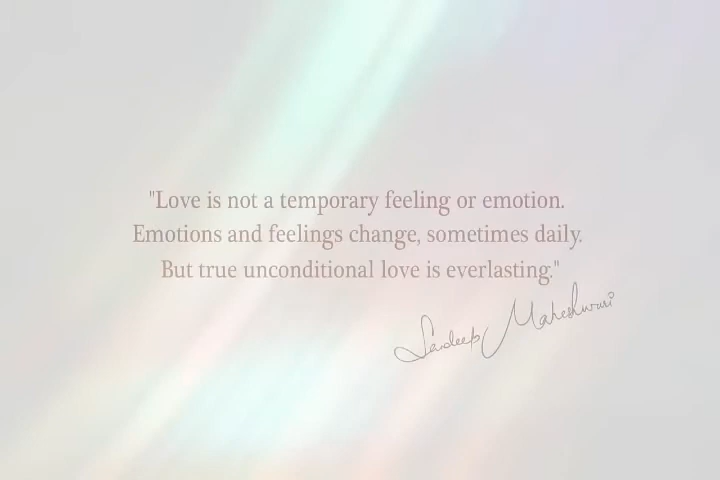 "Love is not a temporary feeling or emotion.
Emotions and feelings change, sometimes daily.
But true unconditional love is everlasting."
Sandeep Maheshwari